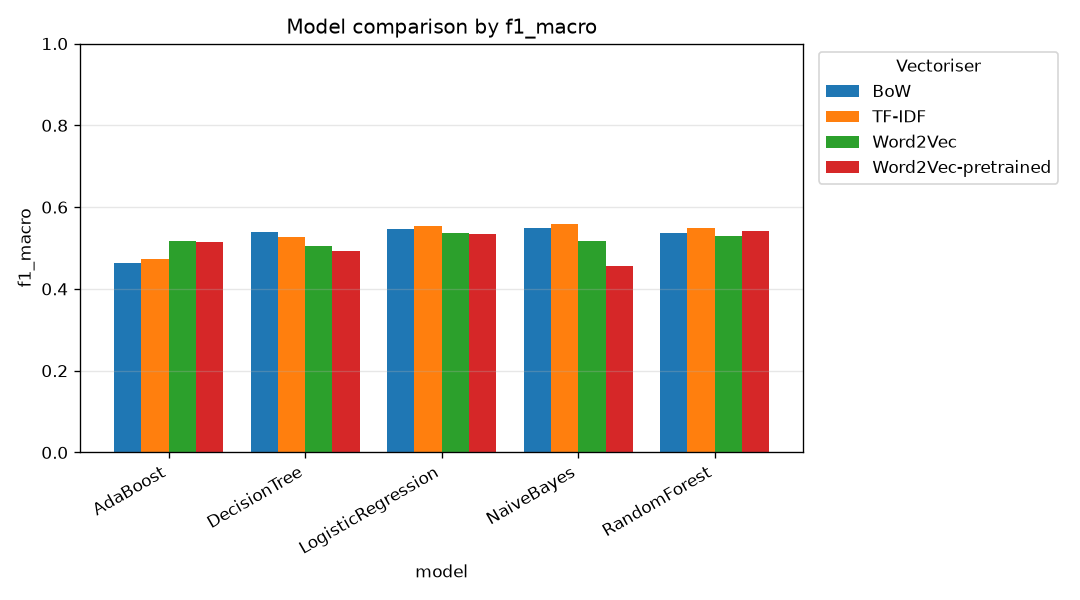 Model comparison by f1_macro
1.0
0.8
0.6
0.4
0.2
0.0
f1_macro
AdaBoost
DecisionTree
LogisticRegression
NaiveBayes
RandomForest
model
Vectoriser
BoW
TF-IDF
Word2Vec
Word2Vec-pretrained